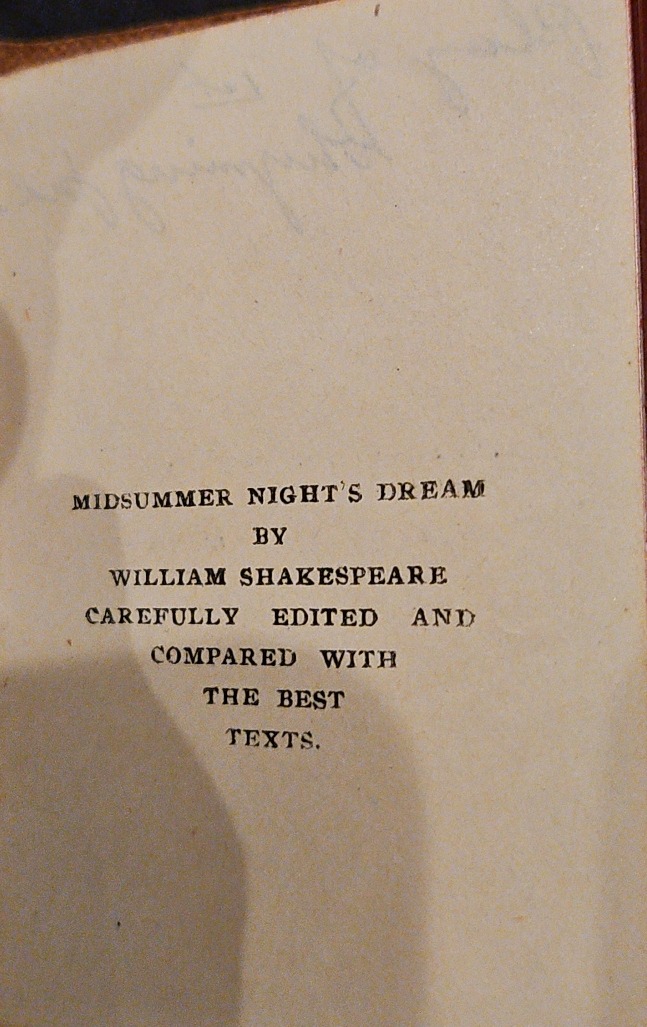 MIDSUMMER NIGHT'S DREAM
BY
WILLIAM SHAKESPEARE
CAREFULLY EDITED AND
COMPARED WITH
THE BEST
TEXTS.